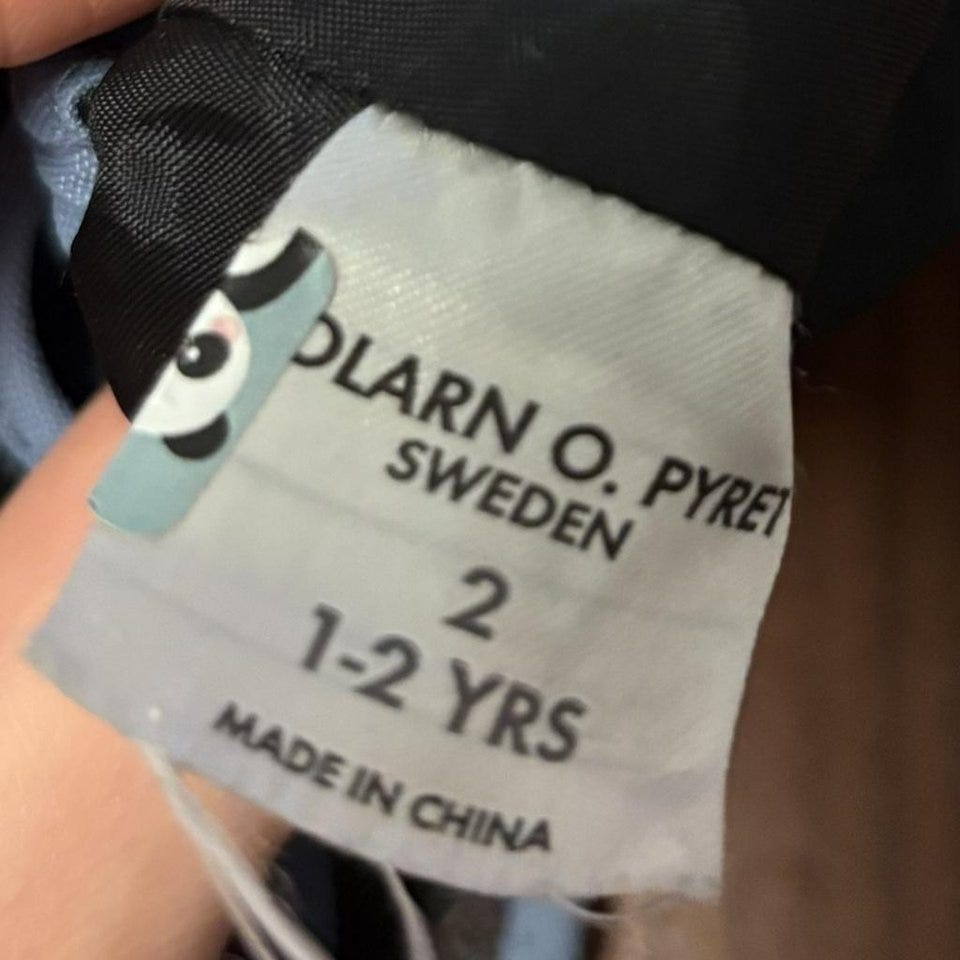 OLARN O. PYRET
SWEDEN
2
1-2 YRS
MADE IN CHINA